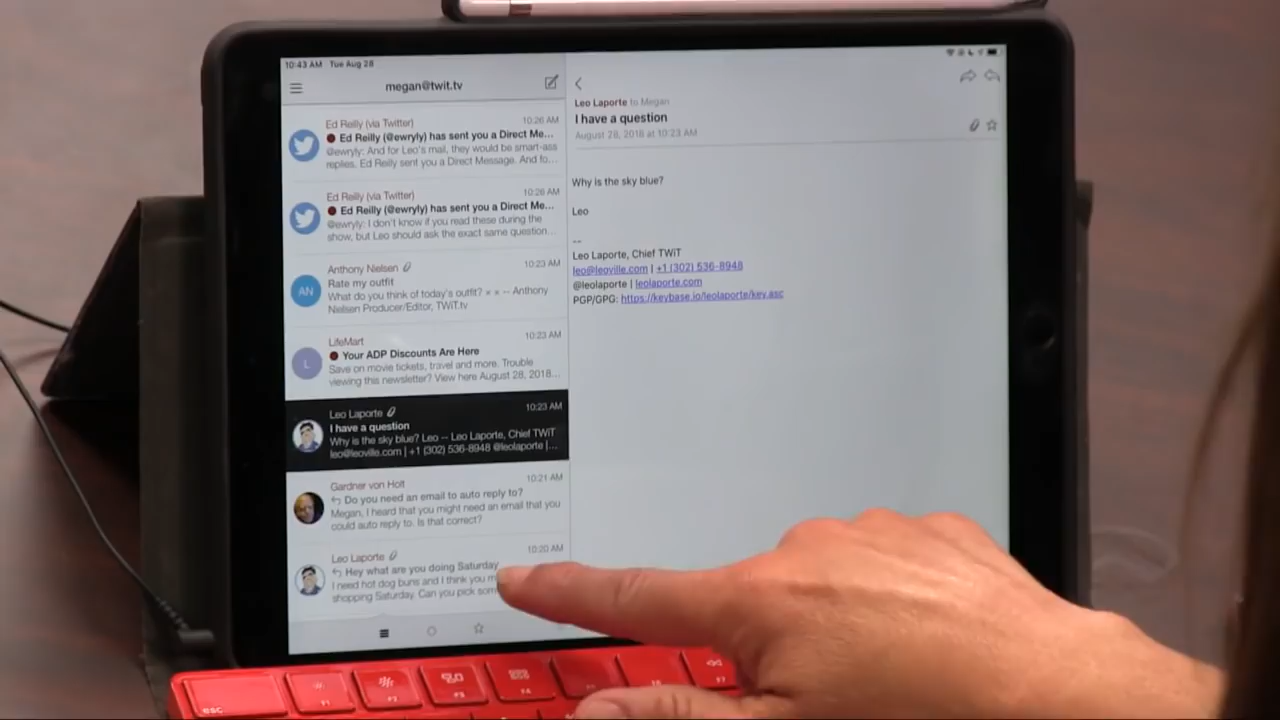 10:43 AM Tue Aug 28
megan@twit.tv
Ed Reilly (via Twitter) 10:26 AM
Ed Reilly (@ewryly) has sent you a Direct Me...
@ewryly: And for Leo's mail, they would be smart-ass
replies. Ed Reilly sent you a Direct Message. And fo...
Ed Reilly (via Twitter) 10:26 AM
Ed Reilly (@ewryly) has sent you a Direct Me...
@ewryly: I don't know if you read these during the
show, but Leo should ask the exact same question...
Anthony Nielsen 10:23 AM
Rate my outfit
What do you think of today's outfit? × × -- Anthony
Nielsen Producer/Editor, TWiT.tv
AN
LifeMart 10:23 AM
Your ADP Discounts Are Here
Save on movie tickets, travel and more. Trouble
viewing this newsletter? View here August 28, 2018...
L
Leo Laporte 10:23 AM
I have a question
Why is the sky blue? Leo -- Leo Laporte, Chief TWiT
leo@leoville.com | +1 (302) 536-8948 @leolaporte |...
Gardner von Holt 10:21 AM
Do you need an email to auto reply to?
Megan, I heard that you might need an email that you
could auto reply to. Is that correct?
Leo Laporte 10:20 AM
Hey what are you doing Saturday
I need hot dog buns and I think you m
shopping Saturday. Can you pick som
Leo Laporte to Megan
I have a question
August 28, 2018 at 10:23 AM
Why is the sky blue?
Leo
--
Leo Laporte, Chief TWiT
leo@leoville.com | +1 (302) 536-8948
@leolaporte | leolaporte.com
PGP/GPG: https://keybase.io/leolaporte/key.asc
esc F1 F2 F3 F4 F7